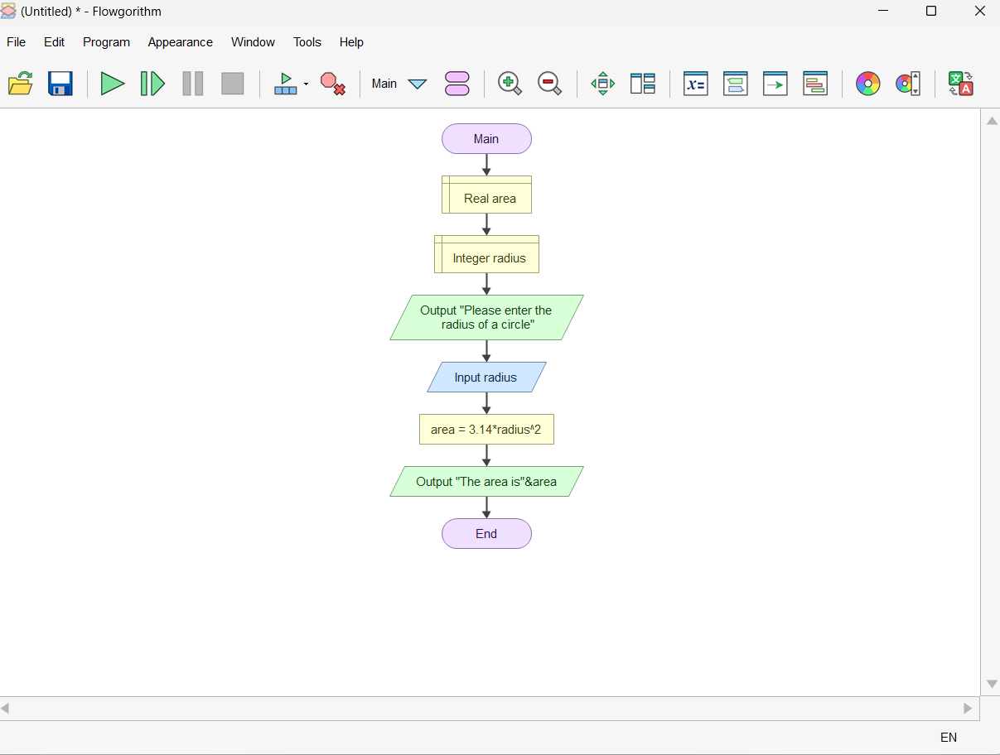 (Untitled) * - Flowgorithm
File Edit Program Appearance Window Tools Help
Main x= 文 A
Main
Real area
Integer radius
Output "Please enter the
radius of a circle"
Input radius
area = 3.14*radius^2
Output "The area is"&area
End
EN